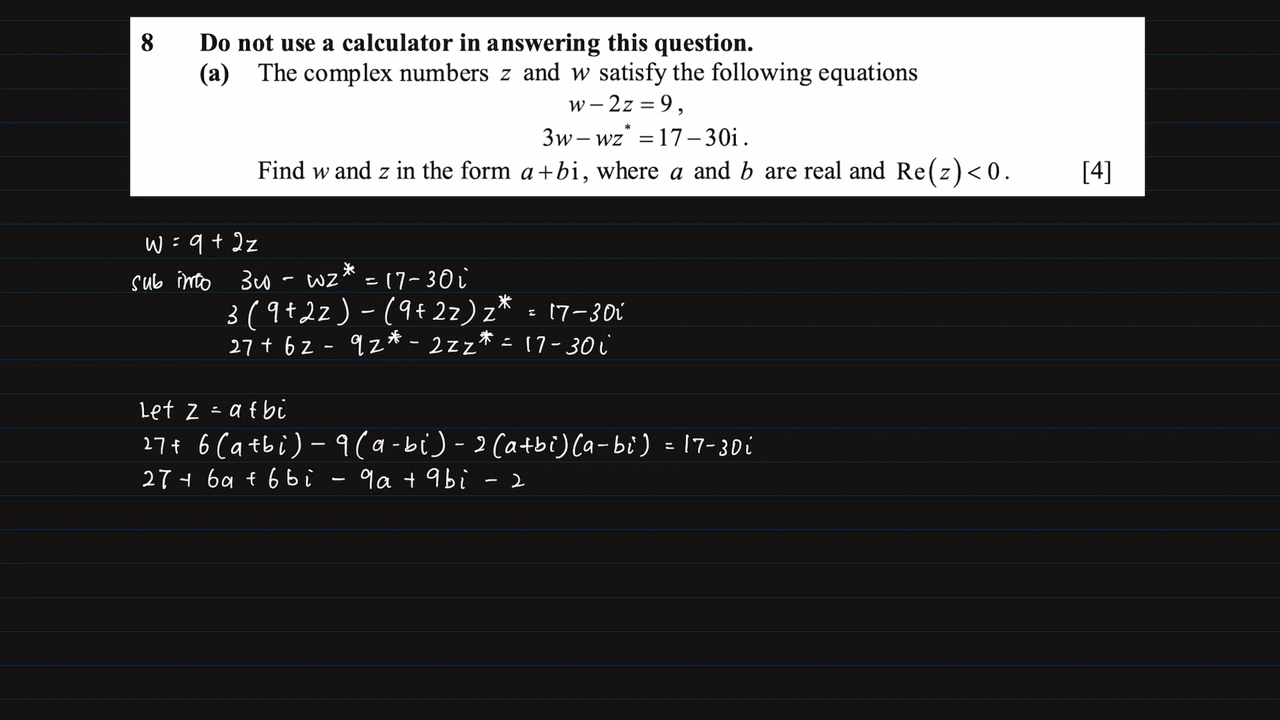 8 Do not use a calculator in answering this question.
(a) The complex numbers z and w satisfy the following equations
w − 2z = 9 ,
3w − wz* = 17 − 30i .
Find w and z in the form a + bi , where a and b are real and Re(z) < 0 . [4]
w = 9 + 2z
sub into 3w - wz* = 17-30i
3(9+2z) - (9+2z)z* = 17-30i
27 + 6z - 9z* - 2zz* = 17-30i
Let z = a+bi
27+ 6(a+bi) - 9(a-bi) - 2(a+bi)(a-bi) = 17-30i
27 + 6a + 6bi - 9a + 9bi - 2